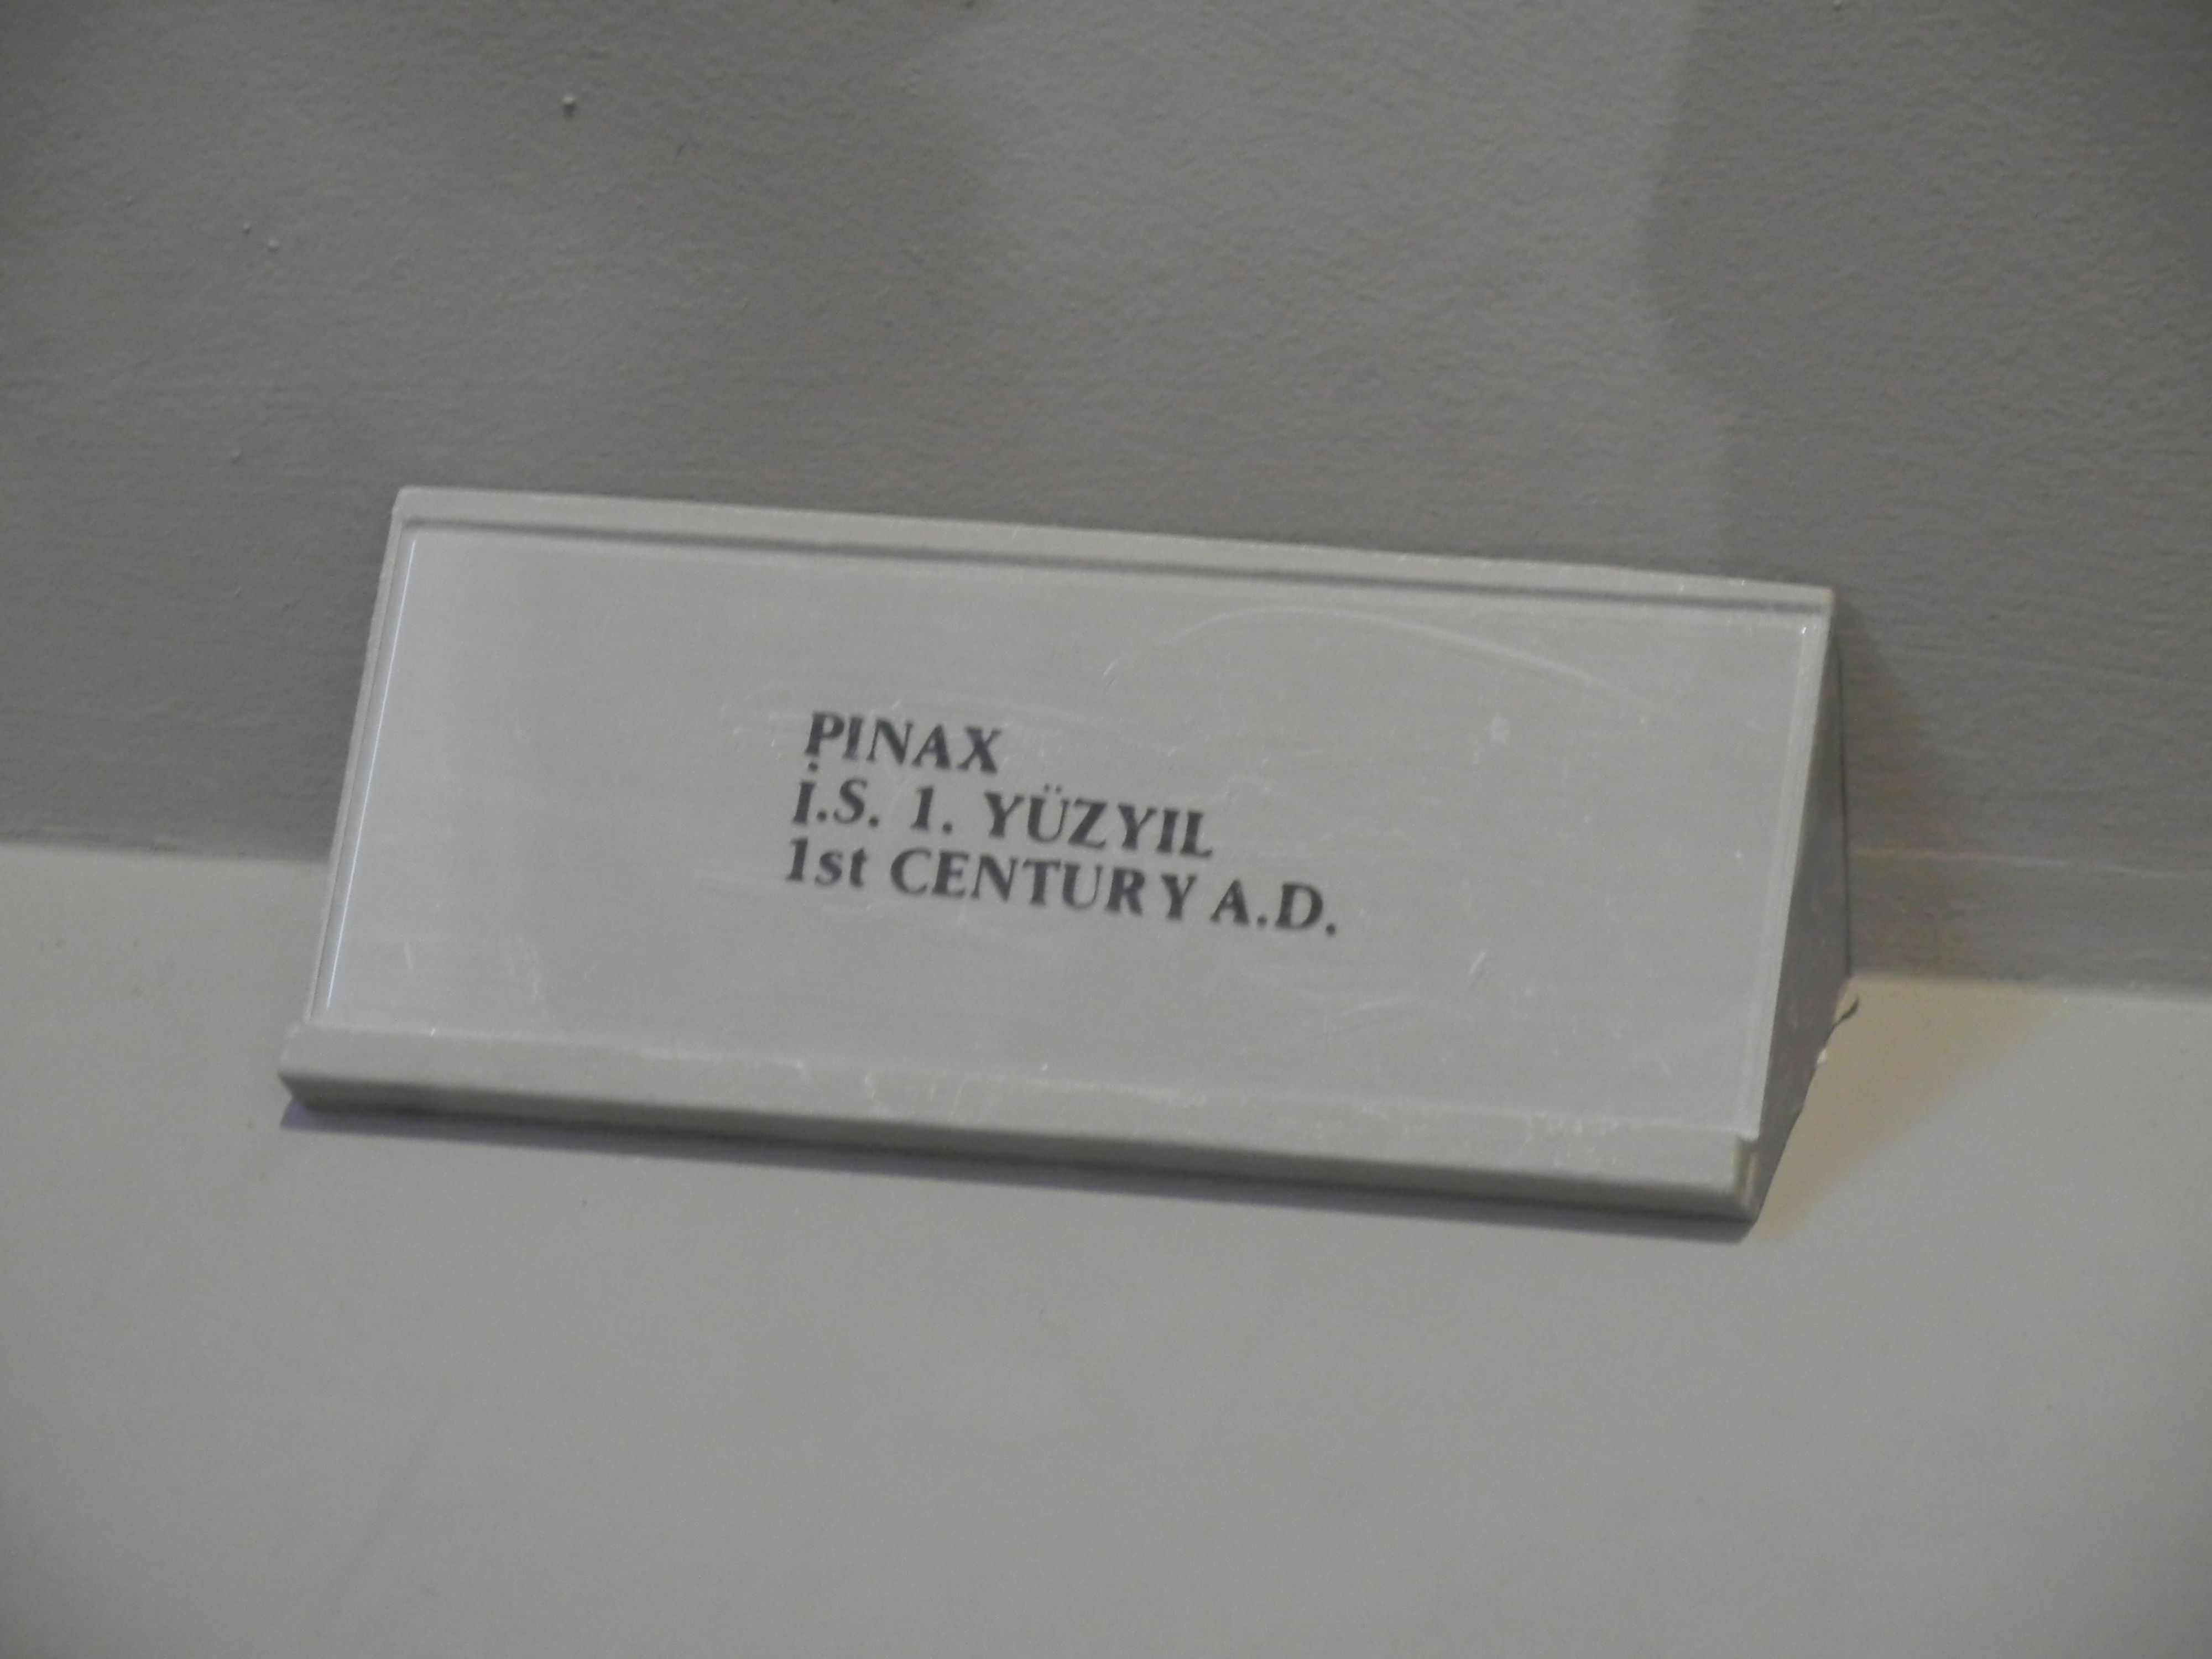 PINAX
İ.S. 1. YÜZYIL
1st CENTURY A.D.